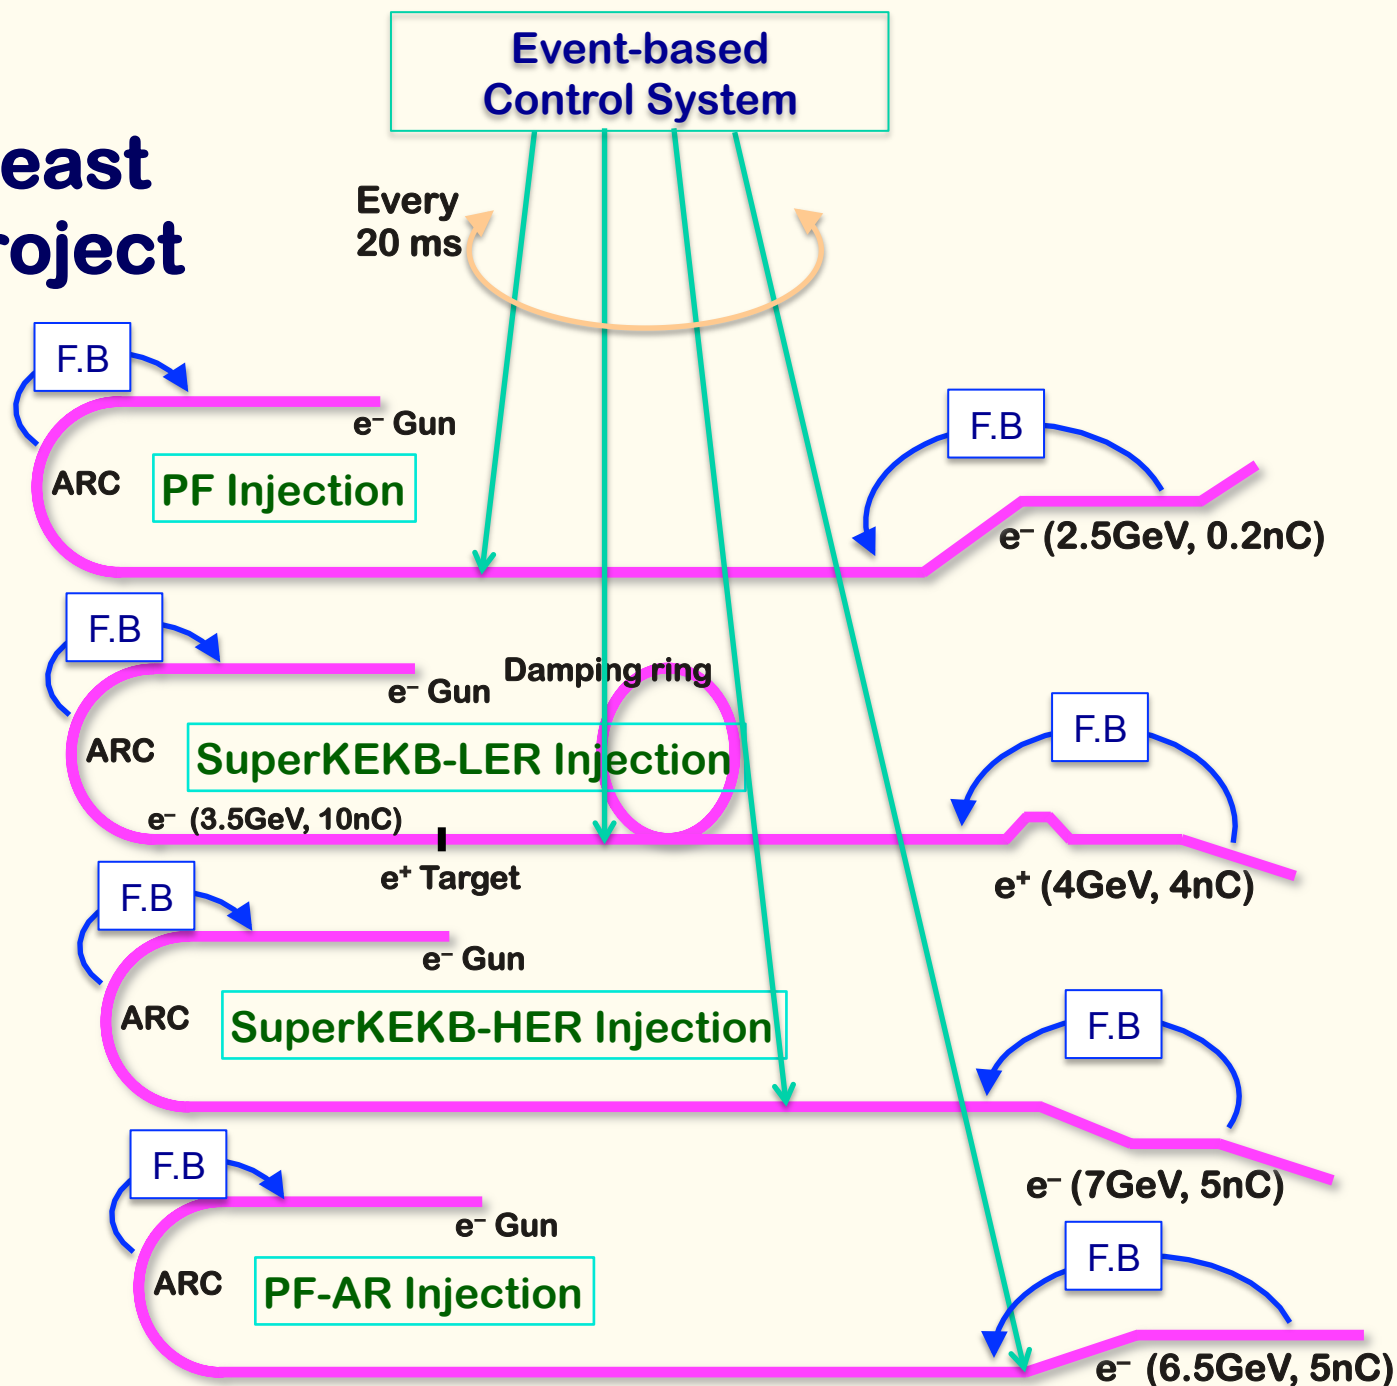 Event-based
Control System
east
roject
Every
20 ms
F.B
e⁻ Gun
ARC
PF Injection
F.B
e⁻ (2.5GeV, 0.2nC)
F.B
e⁻ Gun
Damping ring
ARC
SuperKEKB-LER Injection
F.B
e⁻ (3.5GeV, 10nC)
e⁺ Target
e⁺ (4GeV, 4nC)
F.B
e⁻ Gun
ARC
SuperKEKB-HER Injection
F.B
e⁻ (7GeV, 5nC)
F.B
e⁻ Gun
ARC
PF-AR Injection
F.B
e⁻ (6.5GeV, 5nC)